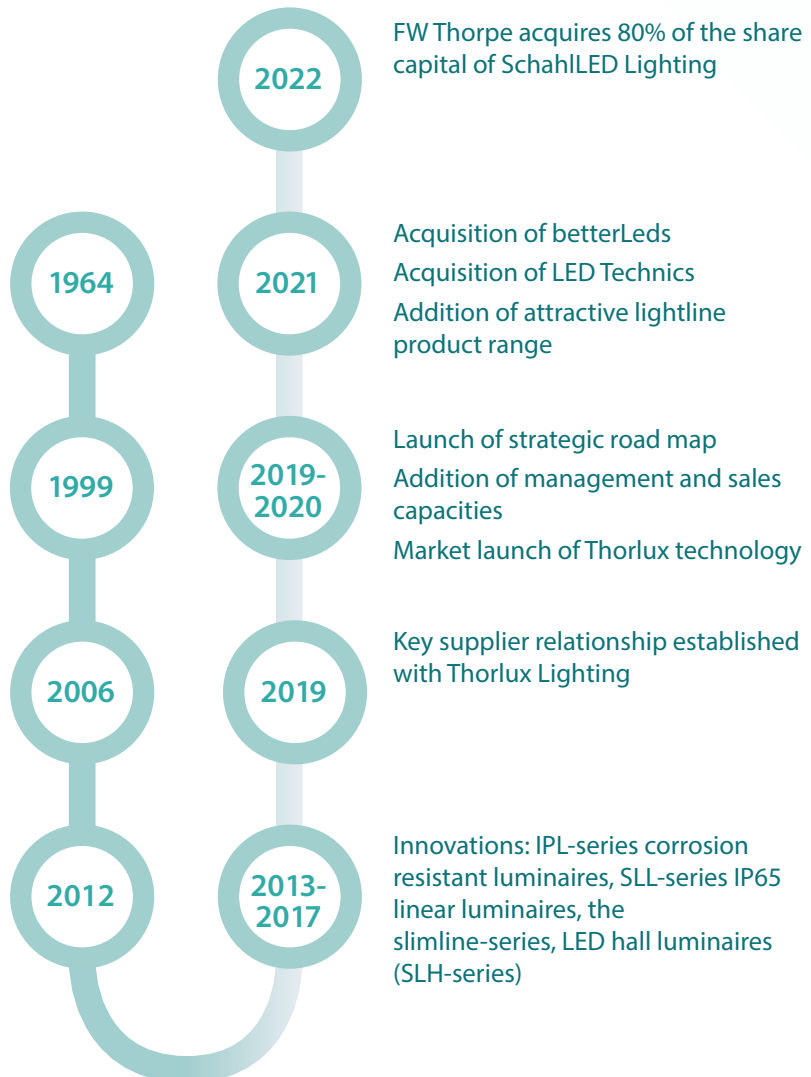 2022
FW Thorpe acquires 80% of the share
capital of SchahlLED Lighting
1964
2021
Acquisition of betterLeds
Acquisition of LED Technics
Addition of attractive lightline
product range
1999
2019-
2020
Launch of strategic road map
Addition of management and sales
capacities
Market launch of Thorlux technology
2006
2019
Key supplier relationship established
with Thorlux Lighting
2012
2013-
2017
Innovations: IPL-series corrosion
resistant luminaires, SLL-series IP65
linear luminaires, the
slimline-series, LED hall luminaires
(SLH-series)